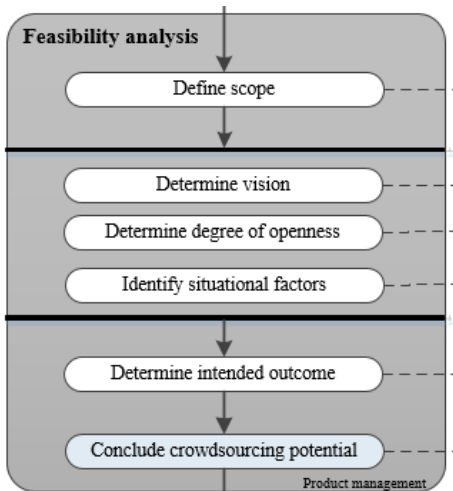 Feasibility analysis
Define scope
Determine vision
Determine degree of openness
Identify situational factors
Determine intended outcome
Conclude crowdsourcing potential
Product management